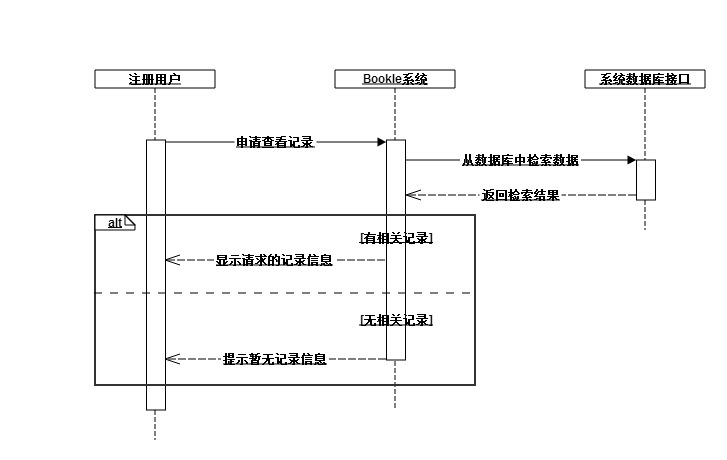 注册用户
Bookle系统
系统数据库接口
申请查看记录
从数据库中检索数据
返回检索结果
alt
[有相关记录]
显示请求的记录信息
[无相关记录]
提示暂无记录信息